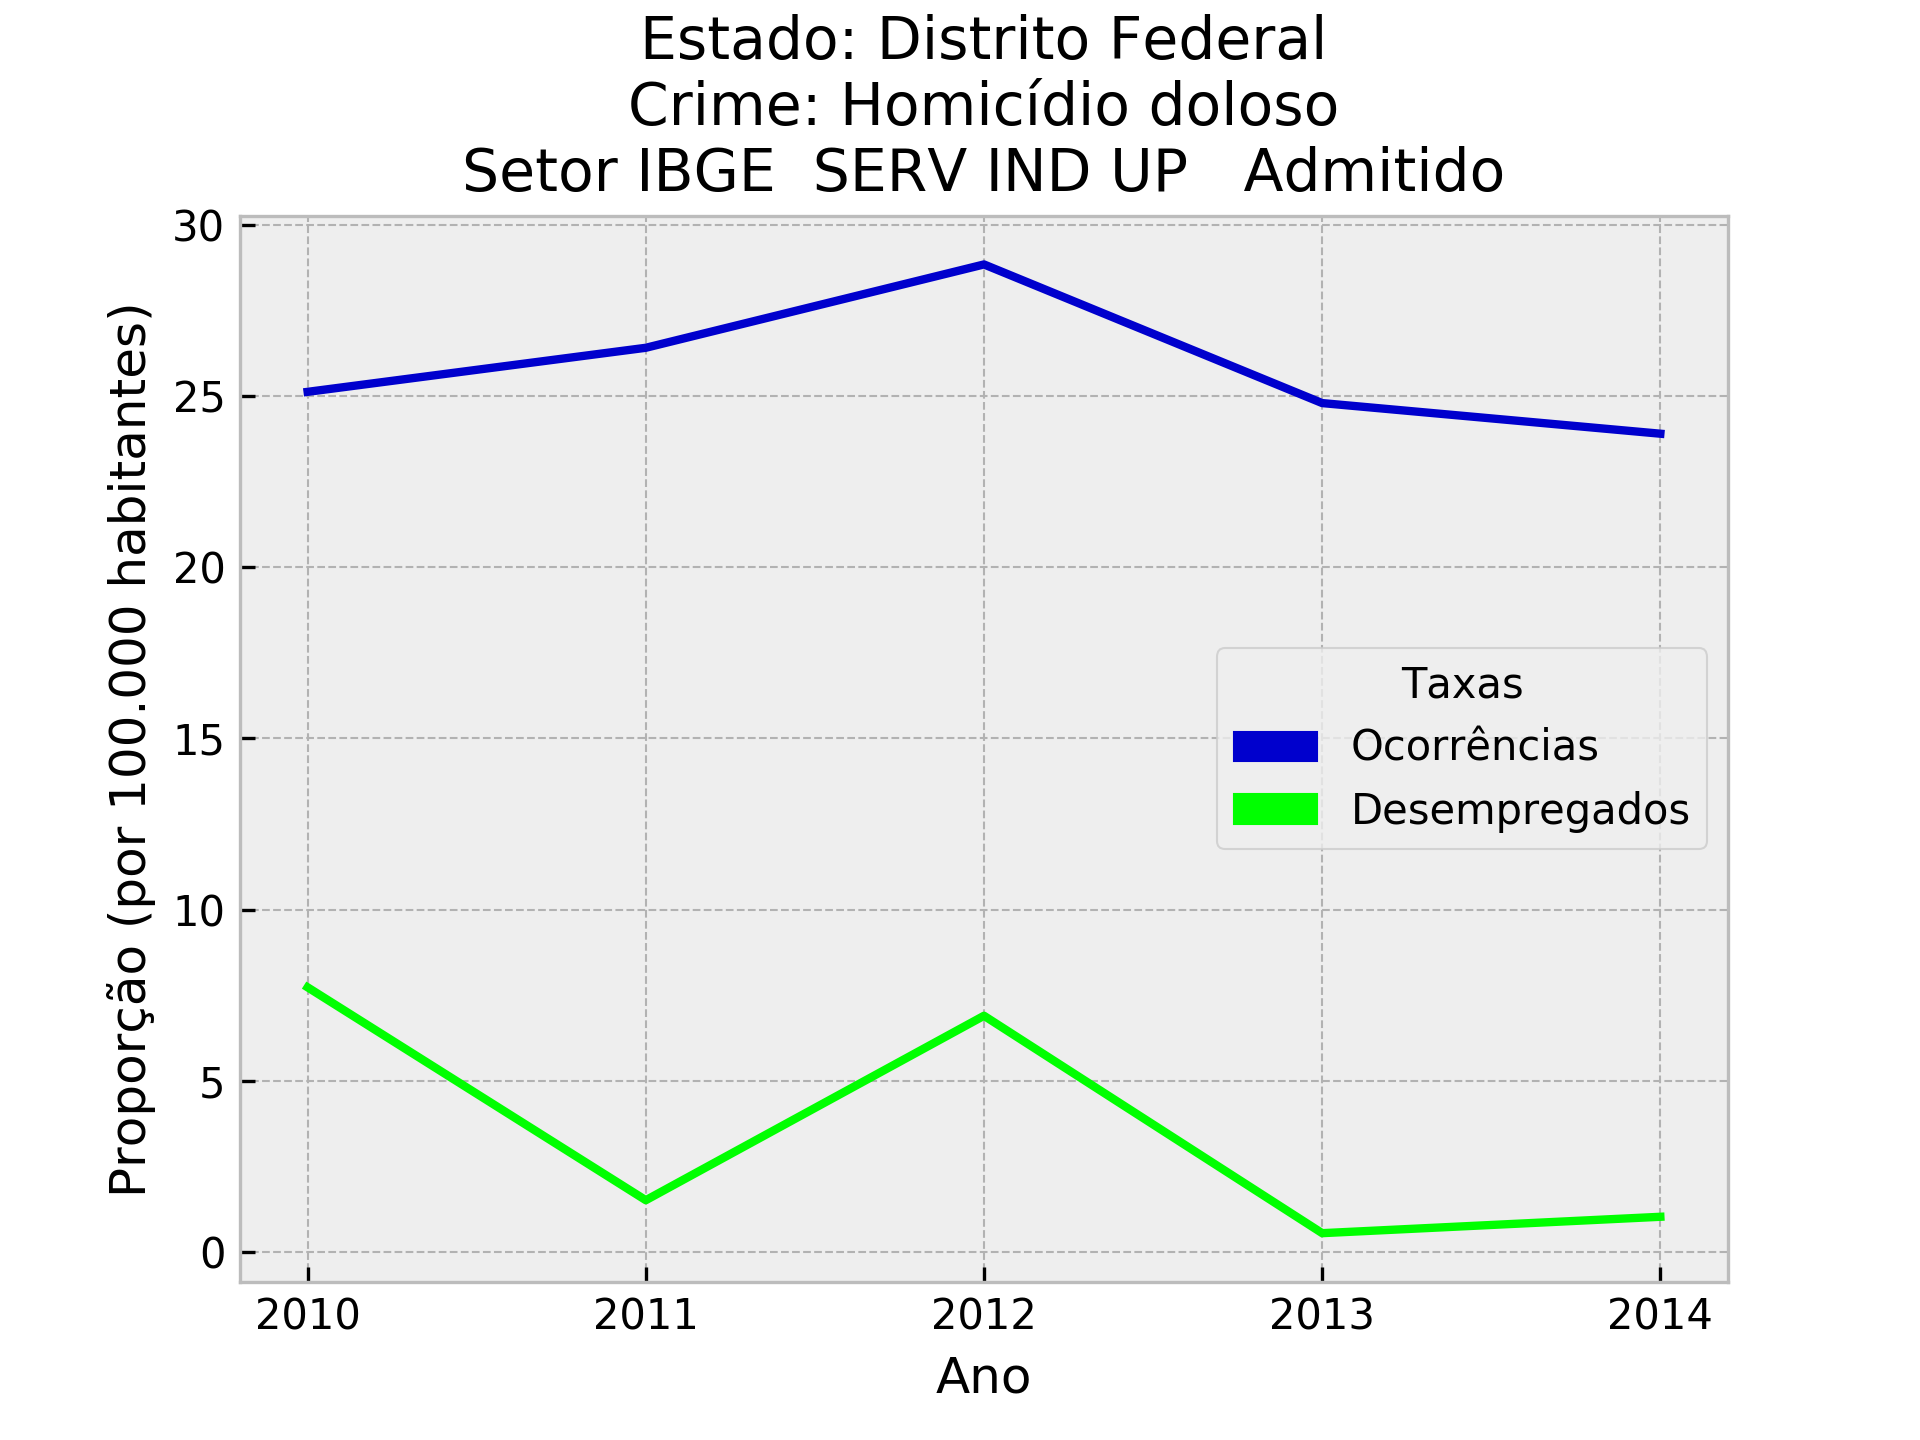 Estado: Distrito Federal
Crime: Homicídio doloso
Setor IBGE  SERV IND UP   Admitido
Proporção (por 100.000 habitantes)
30
25
20
15
10
5
0
Taxas
Ocorrências
Desempregados
2010 2011 2012 2013 2014
Ano